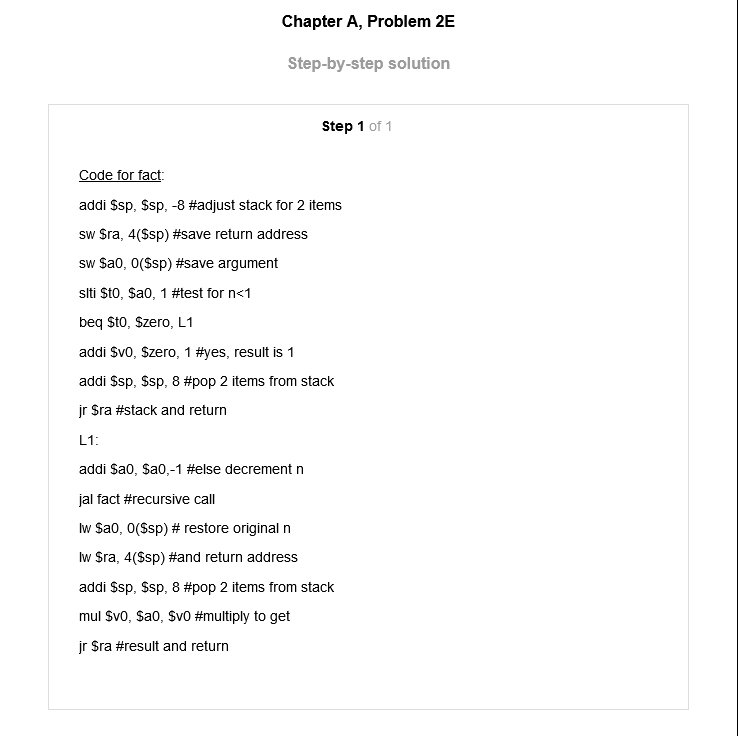 Chapter A, Problem 2E
Step-by-step solution
Step 1 of 1
Code for fact:
addi $sp, $sp, -8 #adjust stack for 2 items
sw $ra, 4($sp) #save return address
sw $a0, 0($sp) #save argument
slti $t0, $a0, 1 #test for n<1
beq $t0, $zero, L1
addi $v0, $zero, 1 #yes, result is 1
addi $sp, $sp, 8 #pop 2 items from stack
jr $ra #stack and return
L1:
addi $a0, $a0,-1 #else decrement n
jal fact #recursive call
lw $a0, 0($sp) # restore original n
lw $ra, 4($sp) #and return address
addi $sp, $sp, 8 #pop 2 items from stack
mul $v0, $a0, $v0 #multiply to get
jr $ra #result and return